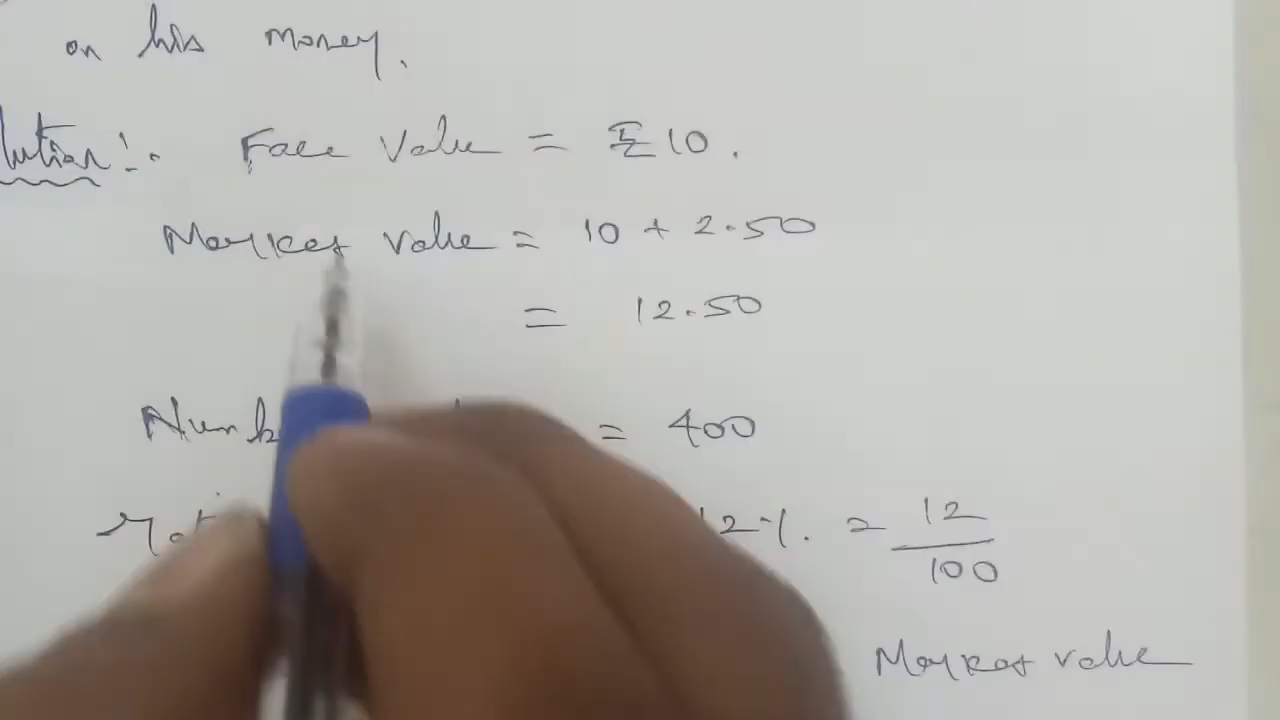 on his money.
lution:. Face Value = ₹10.
Market value = 10 + 2.50
= 12.50
= 400
12%. = 12
100
Market value